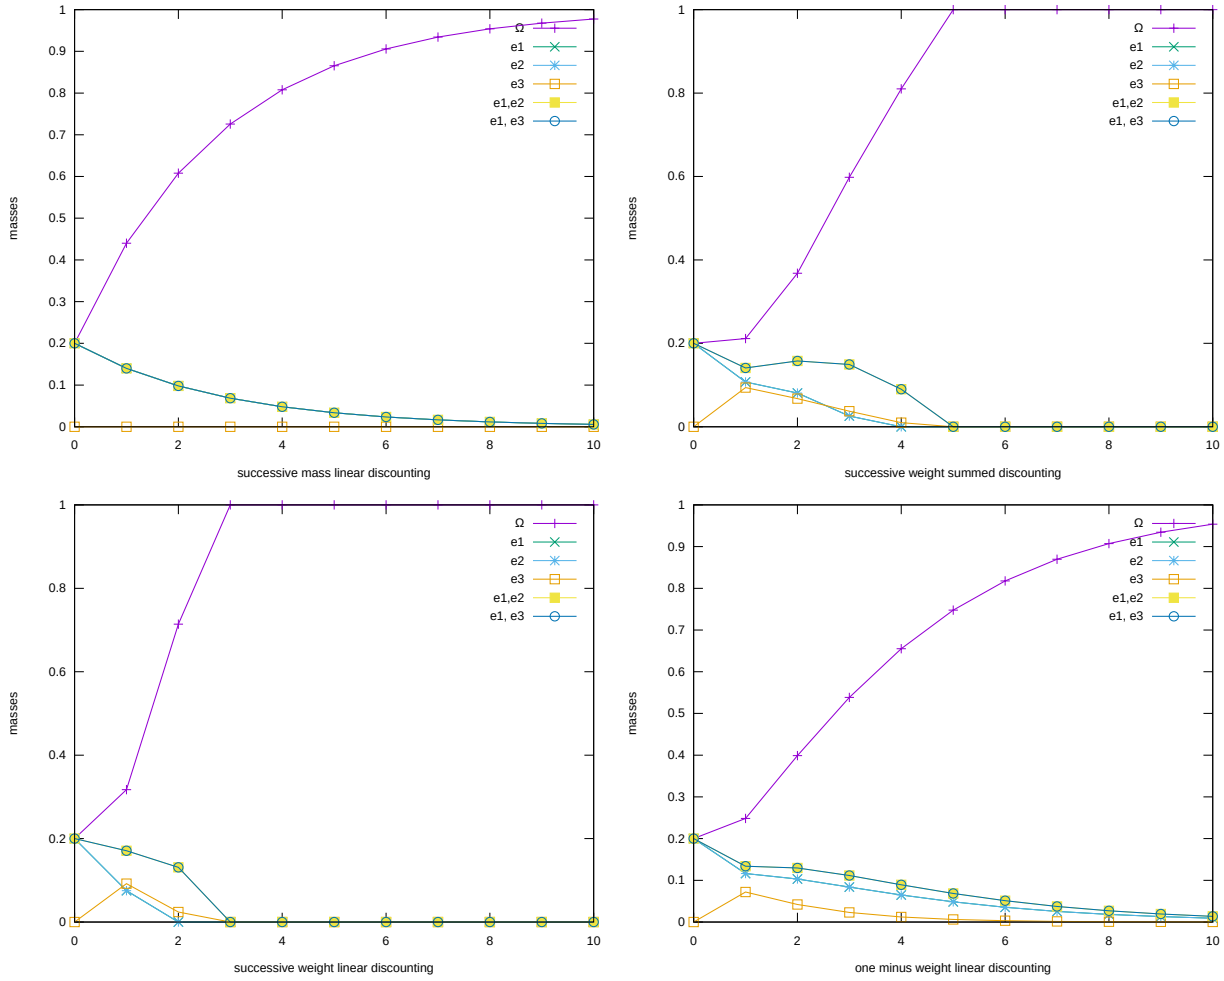 masses
1
0.9
0.8
0.7
0.6
0.5
0.4
0.3
0.2
0.1
0
0 2 4 6 8 10
Ω
e1
e2
e3
e1,e2
e1, e3
successive mass linear discounting
masses
1
0.8
0.6
0.4
0.2
0
0 2 4 6 8 10
Ω
e1
e2
e3
e1,e2
e1, e3
successive weight summed discounting
masses
1
0.8
0.6
0.4
0.2
0
0 2 4 6 8 10
Ω
e1
e2
e3
e1,e2
e1, e3
successive weight linear discounting
masses
1
0.9
0.8
0.7
0.6
0.5
0.4
0.3
0.2
0.1
0
0 2 4 6 8 10
Ω
e1
e2
e3
e1,e2
e1, e3
one minus weight linear discounting